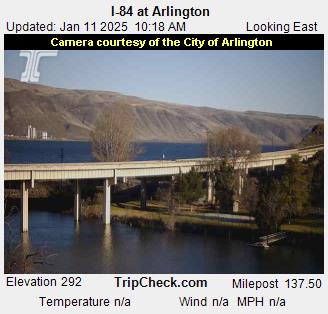 I-84 at Arlington
Updated: Jan 11 2025 10:18 AM Looking East
Camera courtesy of the City of Arlington
Elevation 292 TripCheck.com Milepost 137.50
Temperature n/a Wind n/a MPH n/a